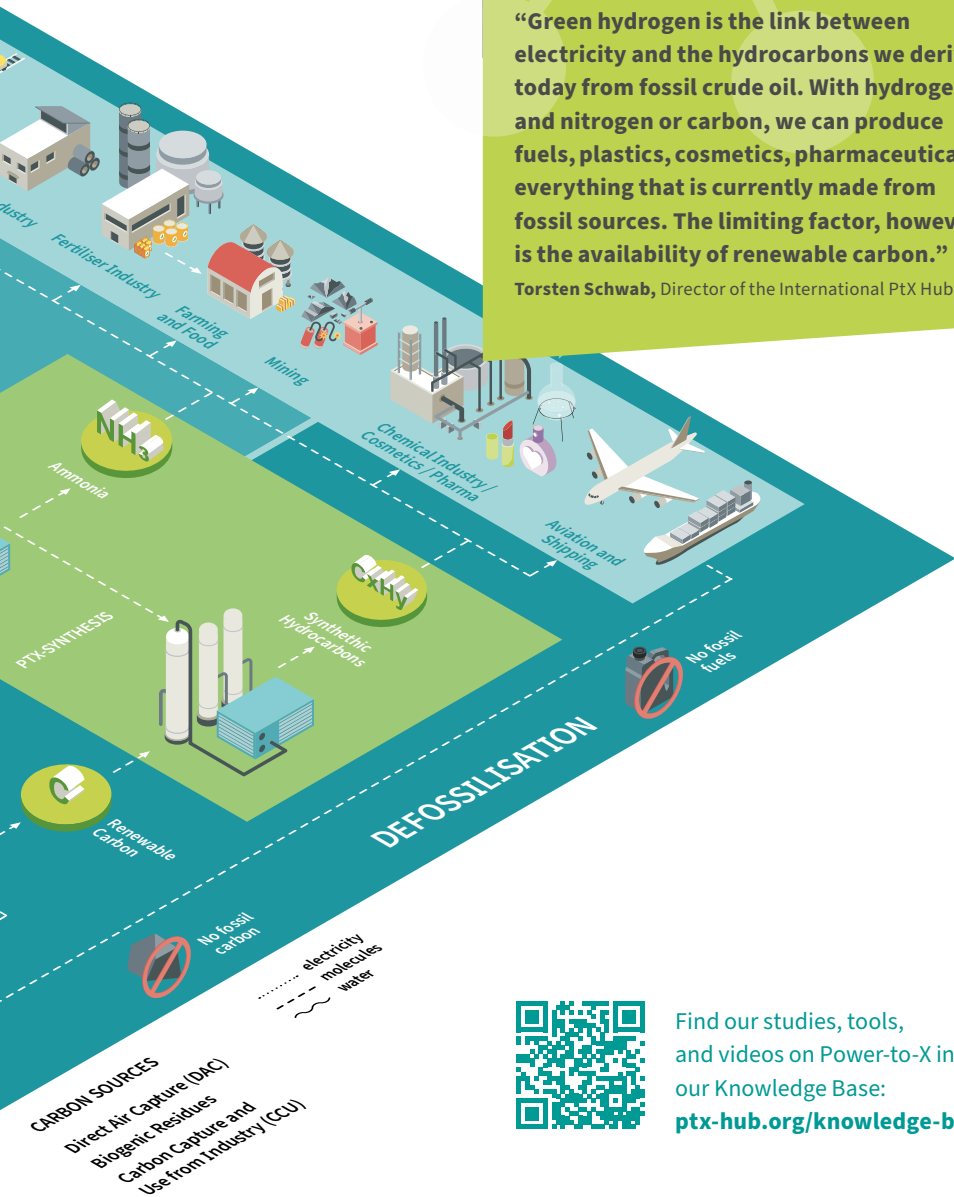 “Green hydrogen is the link between
electricity and the hydrocarbons we
today from fossil crude oil. With
and nitrogen or carbon, we can produce
fuels, plastics, cosmetics,
everything that is currently made from
fossil sources. The limiting factor,
is the availability of renewable carbon.”
Torsten Schwab, Director of the International PtX Hub
Fertiliser Industry
Farming
and Food
Mining
Chemical Industry /
Cosmetics / Pharma
Aviation and
Shipping
NH3
Ammonia
CxHy
Synthethic
Hydrocarbons
PTX-SYNTHESIS
C
Renewable
Carbon
No fossil
fuels
DEFOSSILISATION
No fossil
carbon
electricity
molecules
water
CARBON SOURCES
Direct Air Capture (DAC)
Biogenic Residues
Carbon Capture and
Use from Industry (CCU)
Find our studies, tools,
and videos on Power-to-X in
our Knowledge Base:
ptx-hub.org/knowledge-b